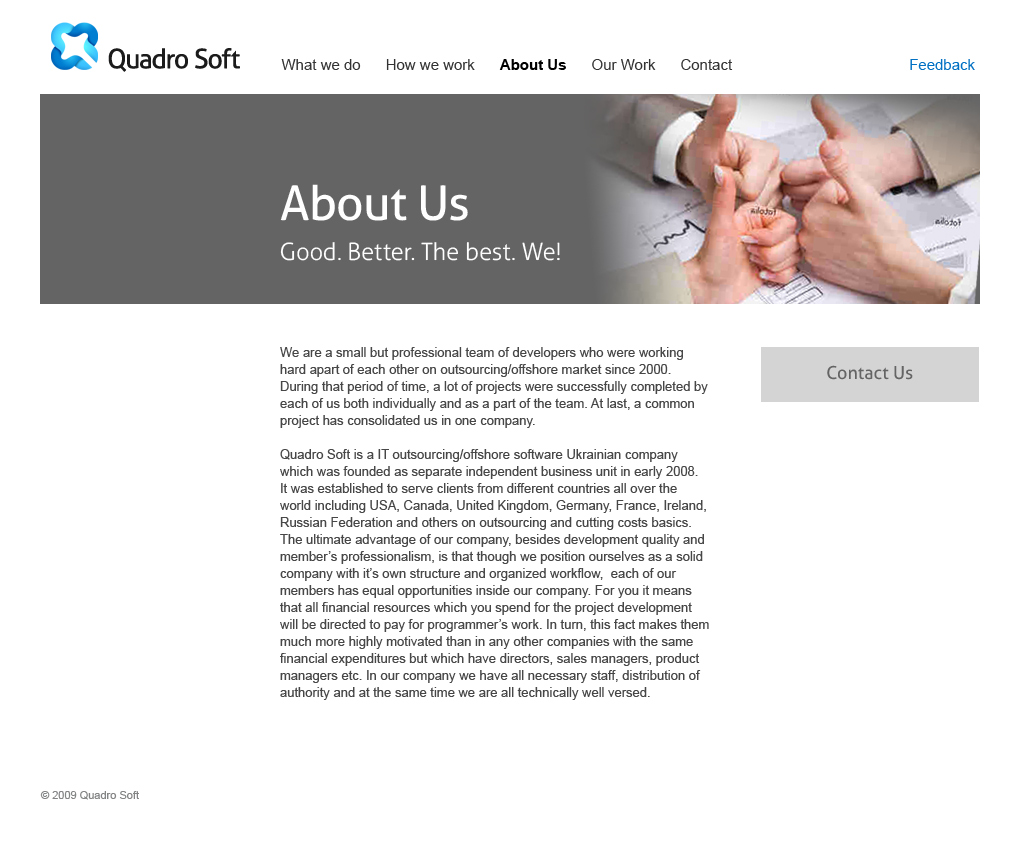 Quadro Soft
What we do
How we work
About Us
Our Work
Contact
Feedback
About Us
Good. Better. The best. We!
fotolia
fotolia
We are a small but professional team of developers who were working
hard apart of each other on outsourcing/offshore market since 2000.
During that period of time, a lot of projects were successfully completed by
each of us both individually and as a part of the team. At last, a common
project has consolidated us in one company.
Contact Us
Quadro Soft is a IT outsourcing/offshore software Ukrainian company
which was founded as separate independent business unit in early 2008.
It was established to serve clients from different countries all over the
world including USA, Canada, United Kingdom, Germany, France, Ireland,
Russian Federation and others on outsourcing and cutting costs basics.
The ultimate advantage of our company, besides development quality and
member's professionalism, is that though we position ourselves as a solid
company with it's own structure and organized workflow,  each of our
members has equal opportunities inside our company. For you it means
that all financial resources which you spend for the project development
will be directed to pay for programmer's work. In turn, this fact makes them
much more highly motivated than in any other companies with the same
financial expenditures but which have directors, sales managers, product
managers etc. In our company we have all necessary staff, distribution of
authority and at the same time we are all technically well versed.
© 2009 Quadro Soft